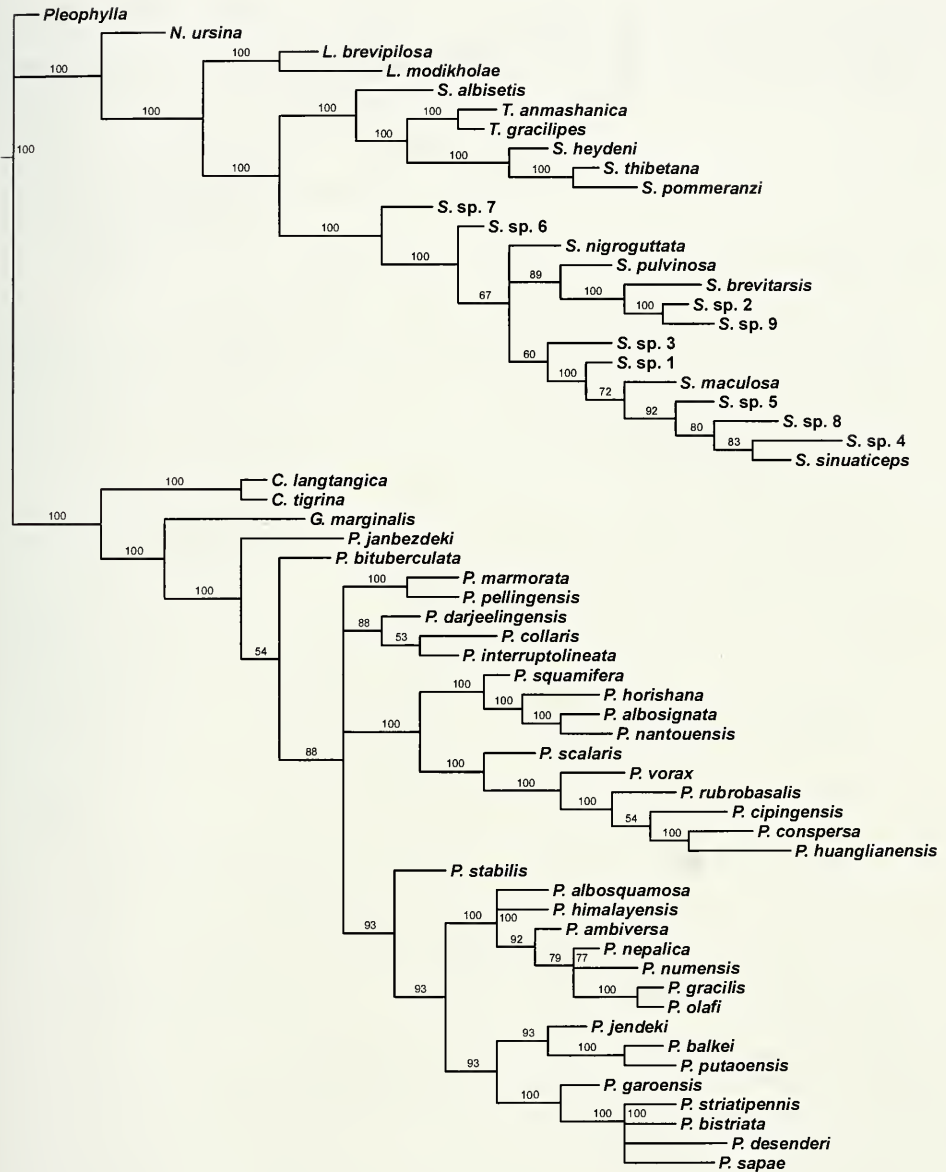 Pleophylla
N. ursina
100
L. brevipilosa
100
L. modikholae
S. albisetis
100
T. anmashanica
100
100
T. gracilipes
100
S. heydeni
100
100
S. thibetana
100
S. pommeranzi
100
100
S. sp. 7
100
S. sp. 6
100
S. nigroguttata
S. pulvinosa
89
S. brevitarsis
67
100
S. sp. 2
100
S. sp. 9
S. sp. 3
60
S. sp. 1
100
S. maculosa
72
S. sp. 5
92
S. sp. 8
80
S. sp. 4
83
S. sinuaticeps
C. langtangica
100
C. tigrina
100
G. marginalis
P. janbezdeki
100
P. bituberculata
P. marmorata
100
100
P. pellingensis
P. darjeelingensis
88
P. collaris
53
54
P. interruptolineata
P. squamifera
100
P. horishana
100
P. albosignata
100
100
P. nantouensis
88
P. scalaris
100
P. vorax
100
P. rubrobasalis
100
P. cipingensis
54
P. conspersa
100
P. huanglianensis
P. stabilis
P. albosquamosa
93
100
P. himalayensis
100
P. ambiversa
92
P. nepalica
79 77
P. numensis
P. gracilis
93
100
P. olafi
P. jendeki
93
P. balkei
100
93
P. putaoensis
P. garoensis
100
P. striatipennis
100 100
P. bistriata
P. desenderi
P. sapae